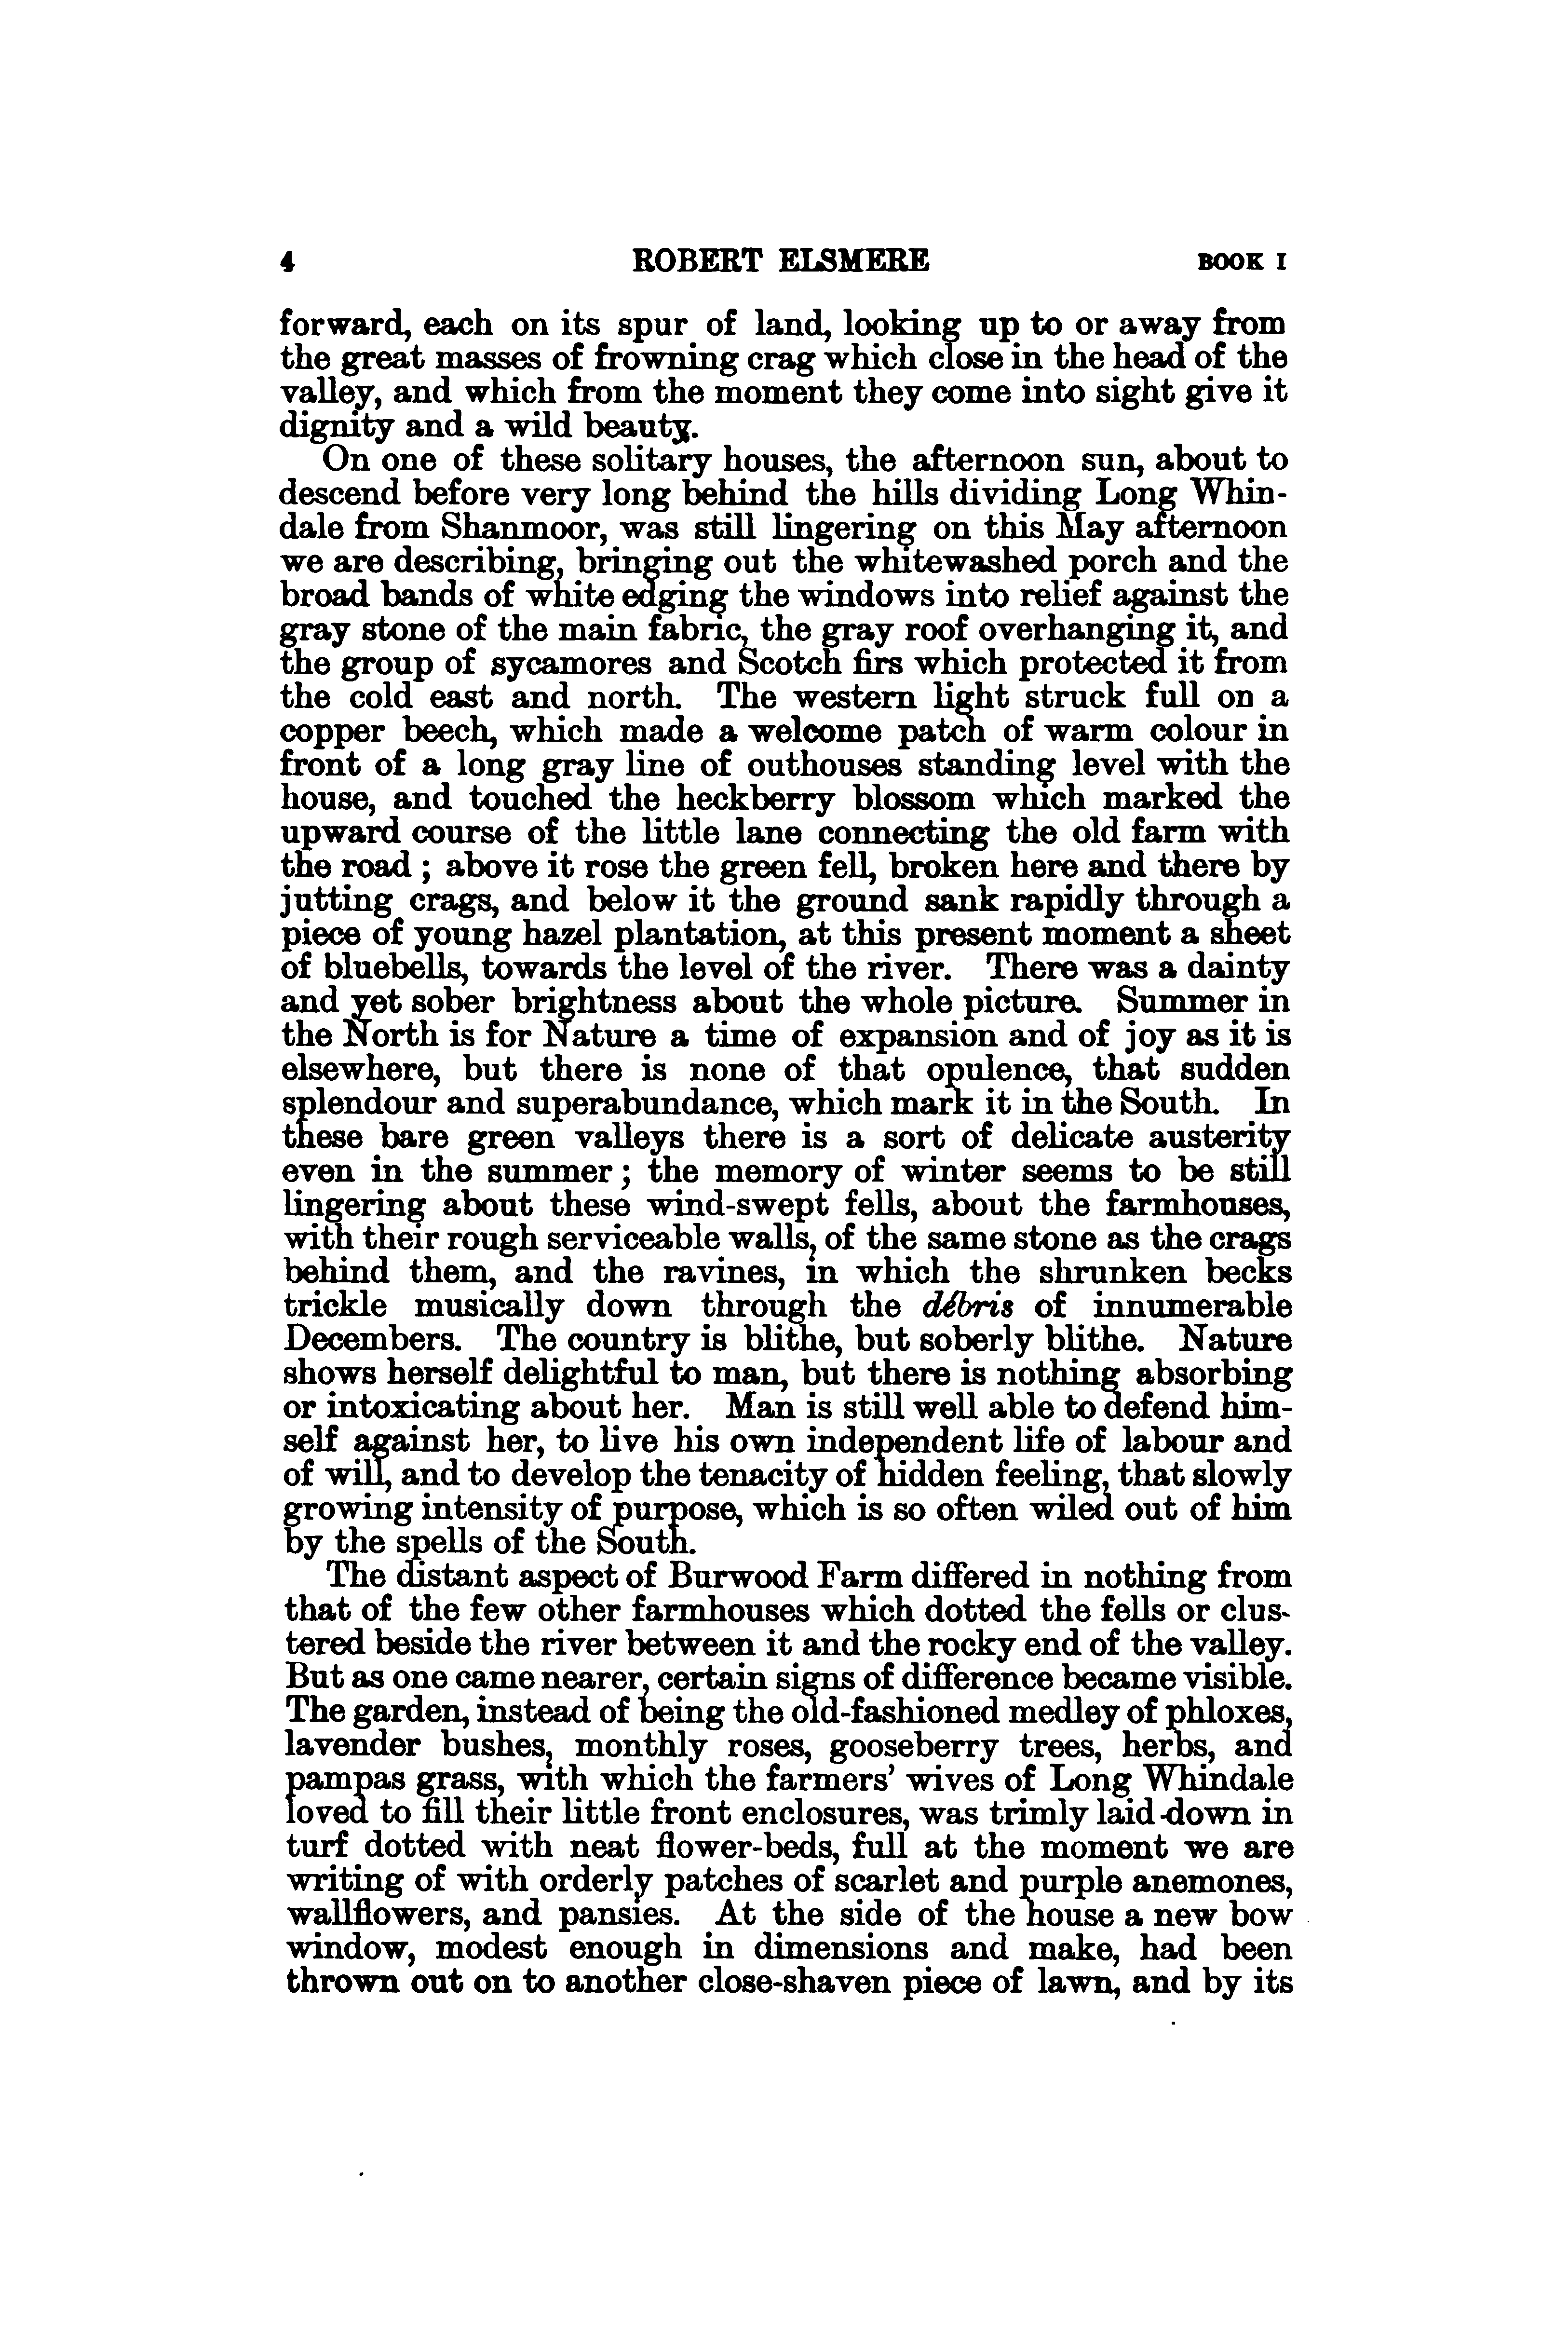 4 ROBERT ELSMERE BOOK I
forward, each on its spur of land, looking up to or away from
the great masses of frowning crag which close in the head of the
valley, and which from the moment they come into sight give it
dignity and a wild beauty.
On one of these solitary houses, the afternoon sun, about to
descend before very long behind the hills dividing Long Whin-
dale from Shanmoor, was still lingering on this May afternoon
we are describing, bringing out the whitewashed porch and the
broad bands of white edging the windows into relief against the
gray stone of the main fabric, the gray roof overhanging it, and
the group of sycamores and Scotch firs which protected it from
the cold east and north. The western light struck full on a
copper beech, which made a welcome patch of warm colour in
front of a long gray line of outhouses standing level with the
house, and touched the heckberry blossom which marked the
upward course of the little lane connecting the old farm with
the road ; above it rose the green fell, broken here and there by
jutting crags, and below it the ground sank rapidly through a
piece of young hazel plantation, at this present moment a sheet
of bluebells, towards the level of the river. There was a dainty
and yet sober brightness about the whole picture. Summer in
the North is for Nature a time of expansion and of joy as it is
elsewhere, but there is none of that opulence, that sudden
splendour and superabundance, which mark it in the South. In
these bare green valleys there is a sort of delicate austerity
even in the summer ; the memory of winter seems to be still
lingering about these wind-swept fells, about the farmhouses,
with their rough serviceable walls, of the same stone as the crags
behind them, and the ravines, in which the shrunken becks
trickle musically down through the débris of innumerable
Decembers. The country is blithe, but soberly blithe. Nature
shows herself delightful to man, but there is nothing absorbing
or intoxicating about her. Man is still well able to defend him-
self against her, to live his own independent life of labour and
of will, and to develop the tenacity of hidden feeling, that slowly
growing intensity of purpose, which is so often wiled out of him
by the spells of the South.
The distant aspect of Burwood Farm differed in nothing from
that of the few other farmhouses which dotted the fells or clus-
tered beside the river between it and the rocky end of the valley.
But as one came nearer, certain signs of difference became visible.
The garden, instead of being the old-fashioned medley of phloxes,
lavender bushes, monthly roses, gooseberry trees, herbs, and
pampas grass, with which the farmers' wives of Long Whindale
loved to fill their little front enclosures, was trimly laid down in
turf dotted with neat flower-beds, full at the moment we are
writing of with orderly patches of scarlet and purple anemones,
wallflowers, and pansies. At the side of the house a new bow
window, modest enough in dimensions and make, had been
thrown out on to another close-shaven piece of lawn, and by its